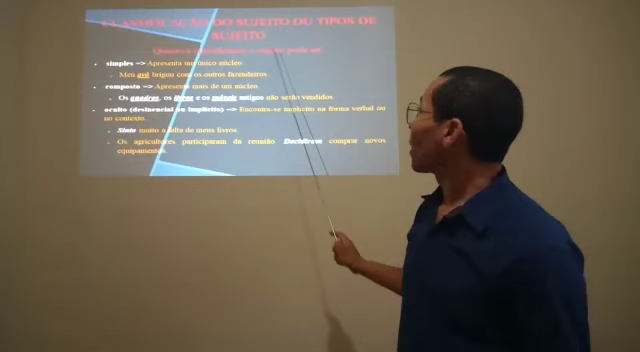 CLASSIFICAÇÃO DO SUJEITO OU TIPOS DE
SUJEITO
Quanto à classificação o sujeito pode ser:
simples => Apresenta um único núcleo
Meu avô brigou com os outros fazendeiros.
composto => Apresenta mais de um núcleo.
Os quadros, os livros e os móveis antigos não serão vendidos.
oculto (desinencial ou implícito) => Encontra-se implícito na forma verbal ou
no contexto.
Sinto muito a falta de meus livros.
Os agricultores participaram da reunião. Decidiram comprar novos
equipamentos.